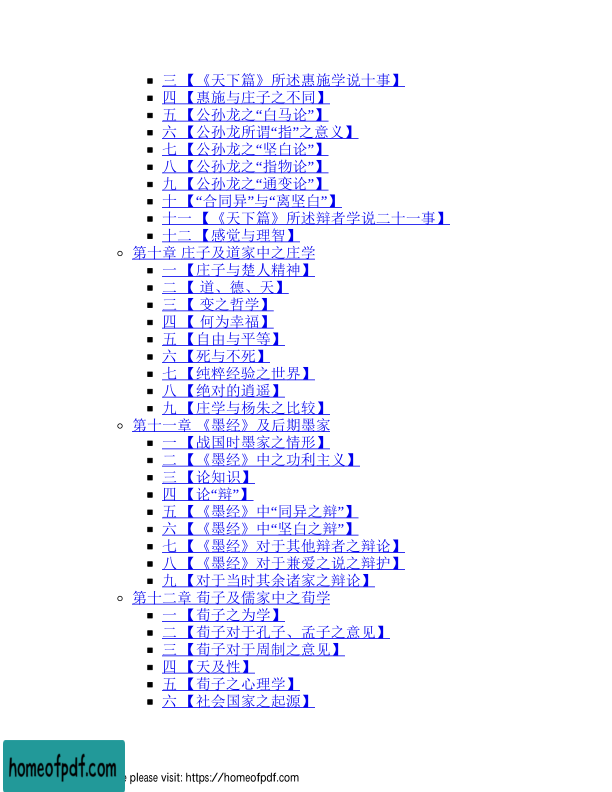 三 【《天下篇》所述惠施学说十事】
四 【惠施与庄子之不同】
五 【公孙龙之“白马论”】
六 【公孙龙所谓“指”之意义】
七 【公孙龙之“坚白论”】
八 【公孙龙之“指物论”】
九 【公孙龙之“通变论”】
十 【“合同异”与“离坚白”】
十一 【《天下篇》所述辩者学说二十一事】
十二 【感觉与理智】
第十章 庄子及道家中之庄学
一 【庄子与楚人精神】
二 【 道、德、天】
三 【 变之哲学】
四 【 何为幸福】
五 【自由与平等】
六 【死与不死】
七 【纯粹经验之世界】
八 【绝对的逍遥】
九 【庄学与杨朱之比较】
第十一章 《墨经》及后期墨家
一 【战国时墨家之情形】
二 【《墨经》中之功利主义】
三 【论知识】
四 【论“辩”】
五 【《墨经》中“同异之辩”】
六 【《墨经》中“坚白之辩”】
七 【《墨经》对于其他辩者之辩论】
八 【《墨经》对于兼爱之说之辩护】
九 【对于当时其余诸家之辩论】
第十二章 荀子及儒家中之荀学
一 【荀子之为学】
二 【荀子对于孔子、孟子之意见】
三 【荀子对于周制之意见】
四 【天及性】
五 【荀子之心理学】
六 【社会国家之起源】
homeofpdf.com
please visit: https://homeofpdf.com